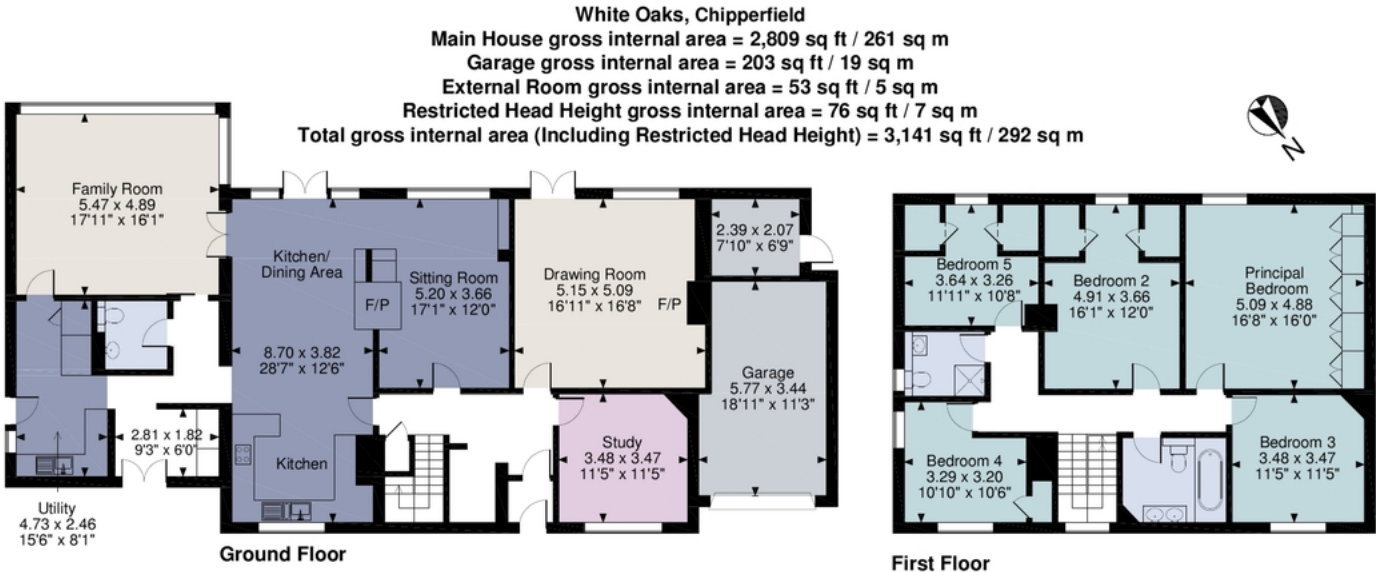 White Oaks, Chipperfield
Main House gross internal area = 2,809 sq ft / 261 sq m
Garage gross internal area = 203 sq ft / 19 sq m
External Room gross internal area = 53 sq ft / 5 sq m
Restricted Head Height gross internal area = 76 sq ft / 7 sq m
Total gross internal area (Including Restricted Head Height) = 3,141 sq ft / 292 sq m
N
Family Room
5.47 x 4.89
17'11" x 16'1"
Kitchen/
Dining Area
8.70 x 3.82
28'7" x 12'6"
Kitchen
F/P
Sitting Room
5.20 x 3.66
17'1" x 12'0"
Drawing Room
5.15 x 5.09
16'11" x 16'8"
F/P
2.39 x 2.07
7'10" x 6'9"
Garage
5.77 x 3.44
18'11" x 11'3"
2.81 x 1.82
9'3" x 6'0"
Study
3.48 x 3.47
11'5" x 11'5"
Utility
4.73 x 2.46
15'6" x 8'1"
Ground Floor
Bedroom 5
3.64 x 3.26
11'11" x 10'8"
Bedroom 2
4.91 x 3.66
16'1" x 12'0"
Principal
Bedroom
5.09 x 4.88
16'8" x 16'0"
Bedroom 4
3.29 x 3.20
10'10" x 10'6"
Bedroom 3
3.48 x 3.47
11'5" x 11'5"
First Floor